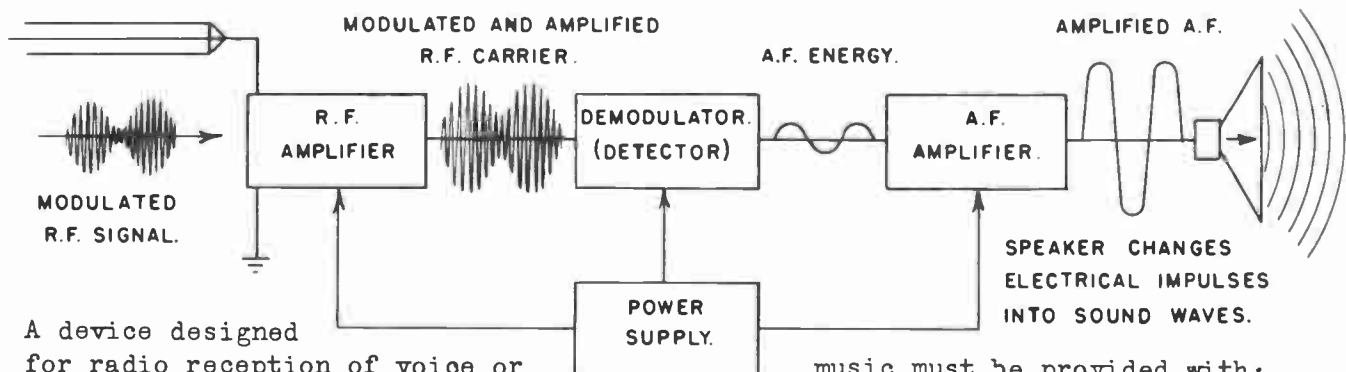 MODULATED AND AMPLIFIED
R.F. CARRIER.
A.F. ENERGY.
AMPLIFIED A.F.
R.F.
AMPLIFIER
DEMODULATOR.
(DETECTOR)
A.F.
AMPLIFIER.
MODULATED
R.F. SIGNAL.
SPEAKER CHANGES
ELECTRICAL IMPULSES
INTO SOUND WAVES.
POWER
SUPPLY.
A device designed
for radio reception of voice or music must be provided with: